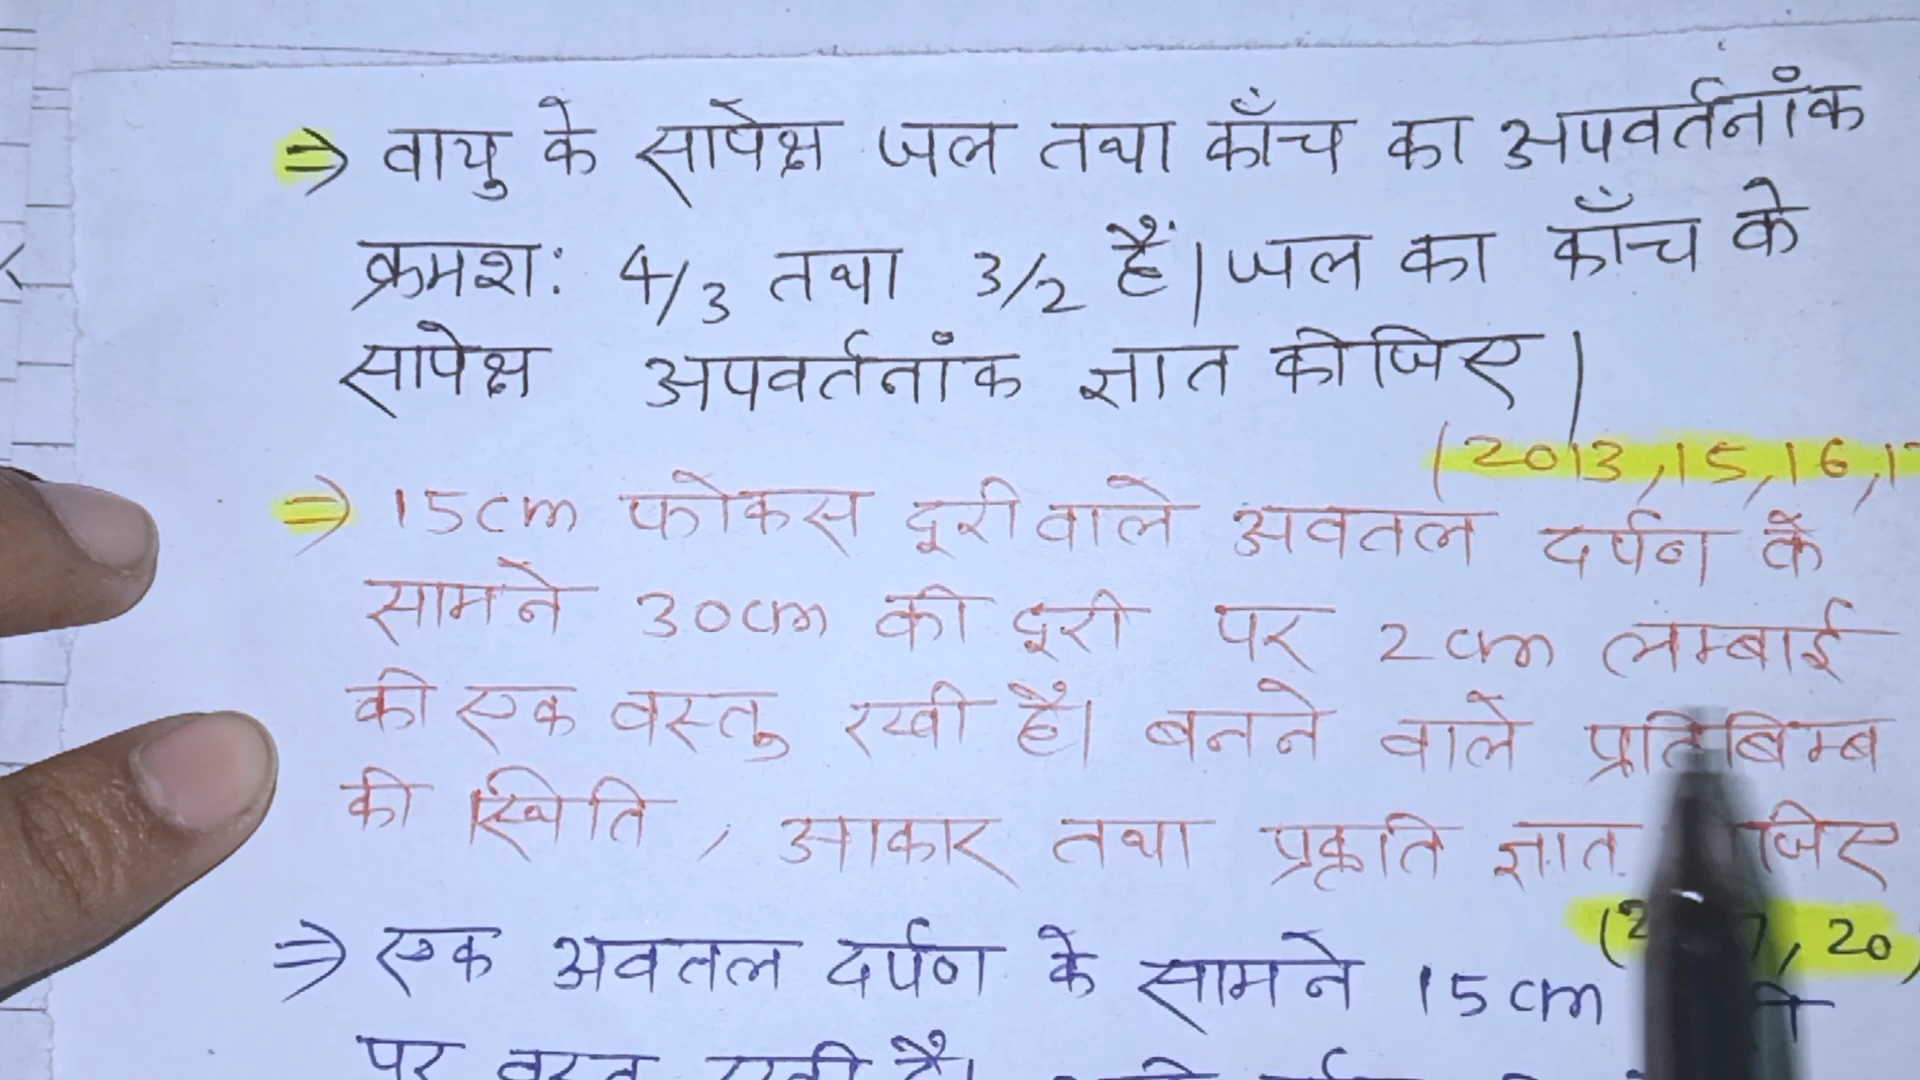 ⇒ वायु के सापेक्ष जल तथा काँच का अपवर्तनांक
क्रमश: 4/3 तथा 3/2 हैं। जल का काँच के
सापेक्ष अपवर्तनांक ज्ञात कीजिए।
(2013,15,16,1
⇒ 15cm फोकस दूरी वाले अवतल दर्पण के
सामने 30cm की दूरी पर 2cm लम्बाई
की एक वस्तु रखी है। बनने वाले प्रतिबिम्ब
की स्थिति, आकार तथा प्रकृति ज्ञात जिए
, 20
⇒ एक अवतल दर्पण के सामने 15cm
पर